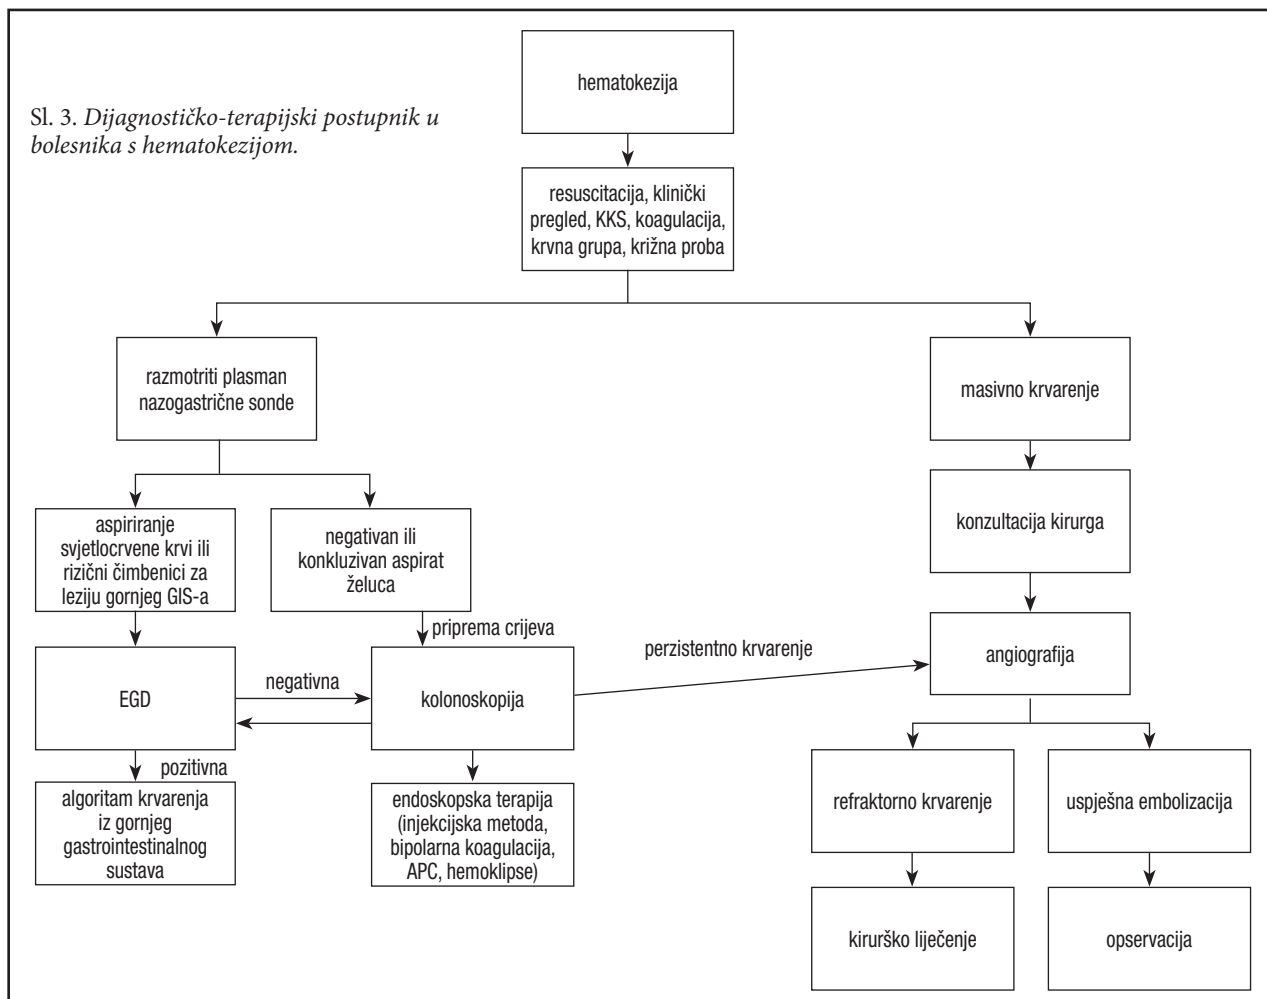 hematokezija
Sl. 3. Dijagnostičko-terapijski postupnik u
bolesnika s hematokezijom.
resuscitacija, klinički
pregled, KKS, koagulacija,
krvna grupa, križna proba
razmotriti plasman
nazogastrične sonde
masivno krvarenje
konzultacija kirurga
aspiriranje
svjetlocrvene krvi ili
rizični čimbenici za
leziju gornjeg GIS-a
negativan ili
konkluzivan aspirat
želuca
priprema crijeva
perzistentno krvarenje
angiografija
EGD
negativna
kolonoskopija
pozitivna
algoritam krvarenja
iz gornjeg
gastrointestinalnog
sustava
endoskopska terapija
(injekcijska metoda,
bipolarna koagulacija,
APC, hemoklipse)
refraktorno krvarenje
uspješna embolizacija
kirurško liječenje
opservacija